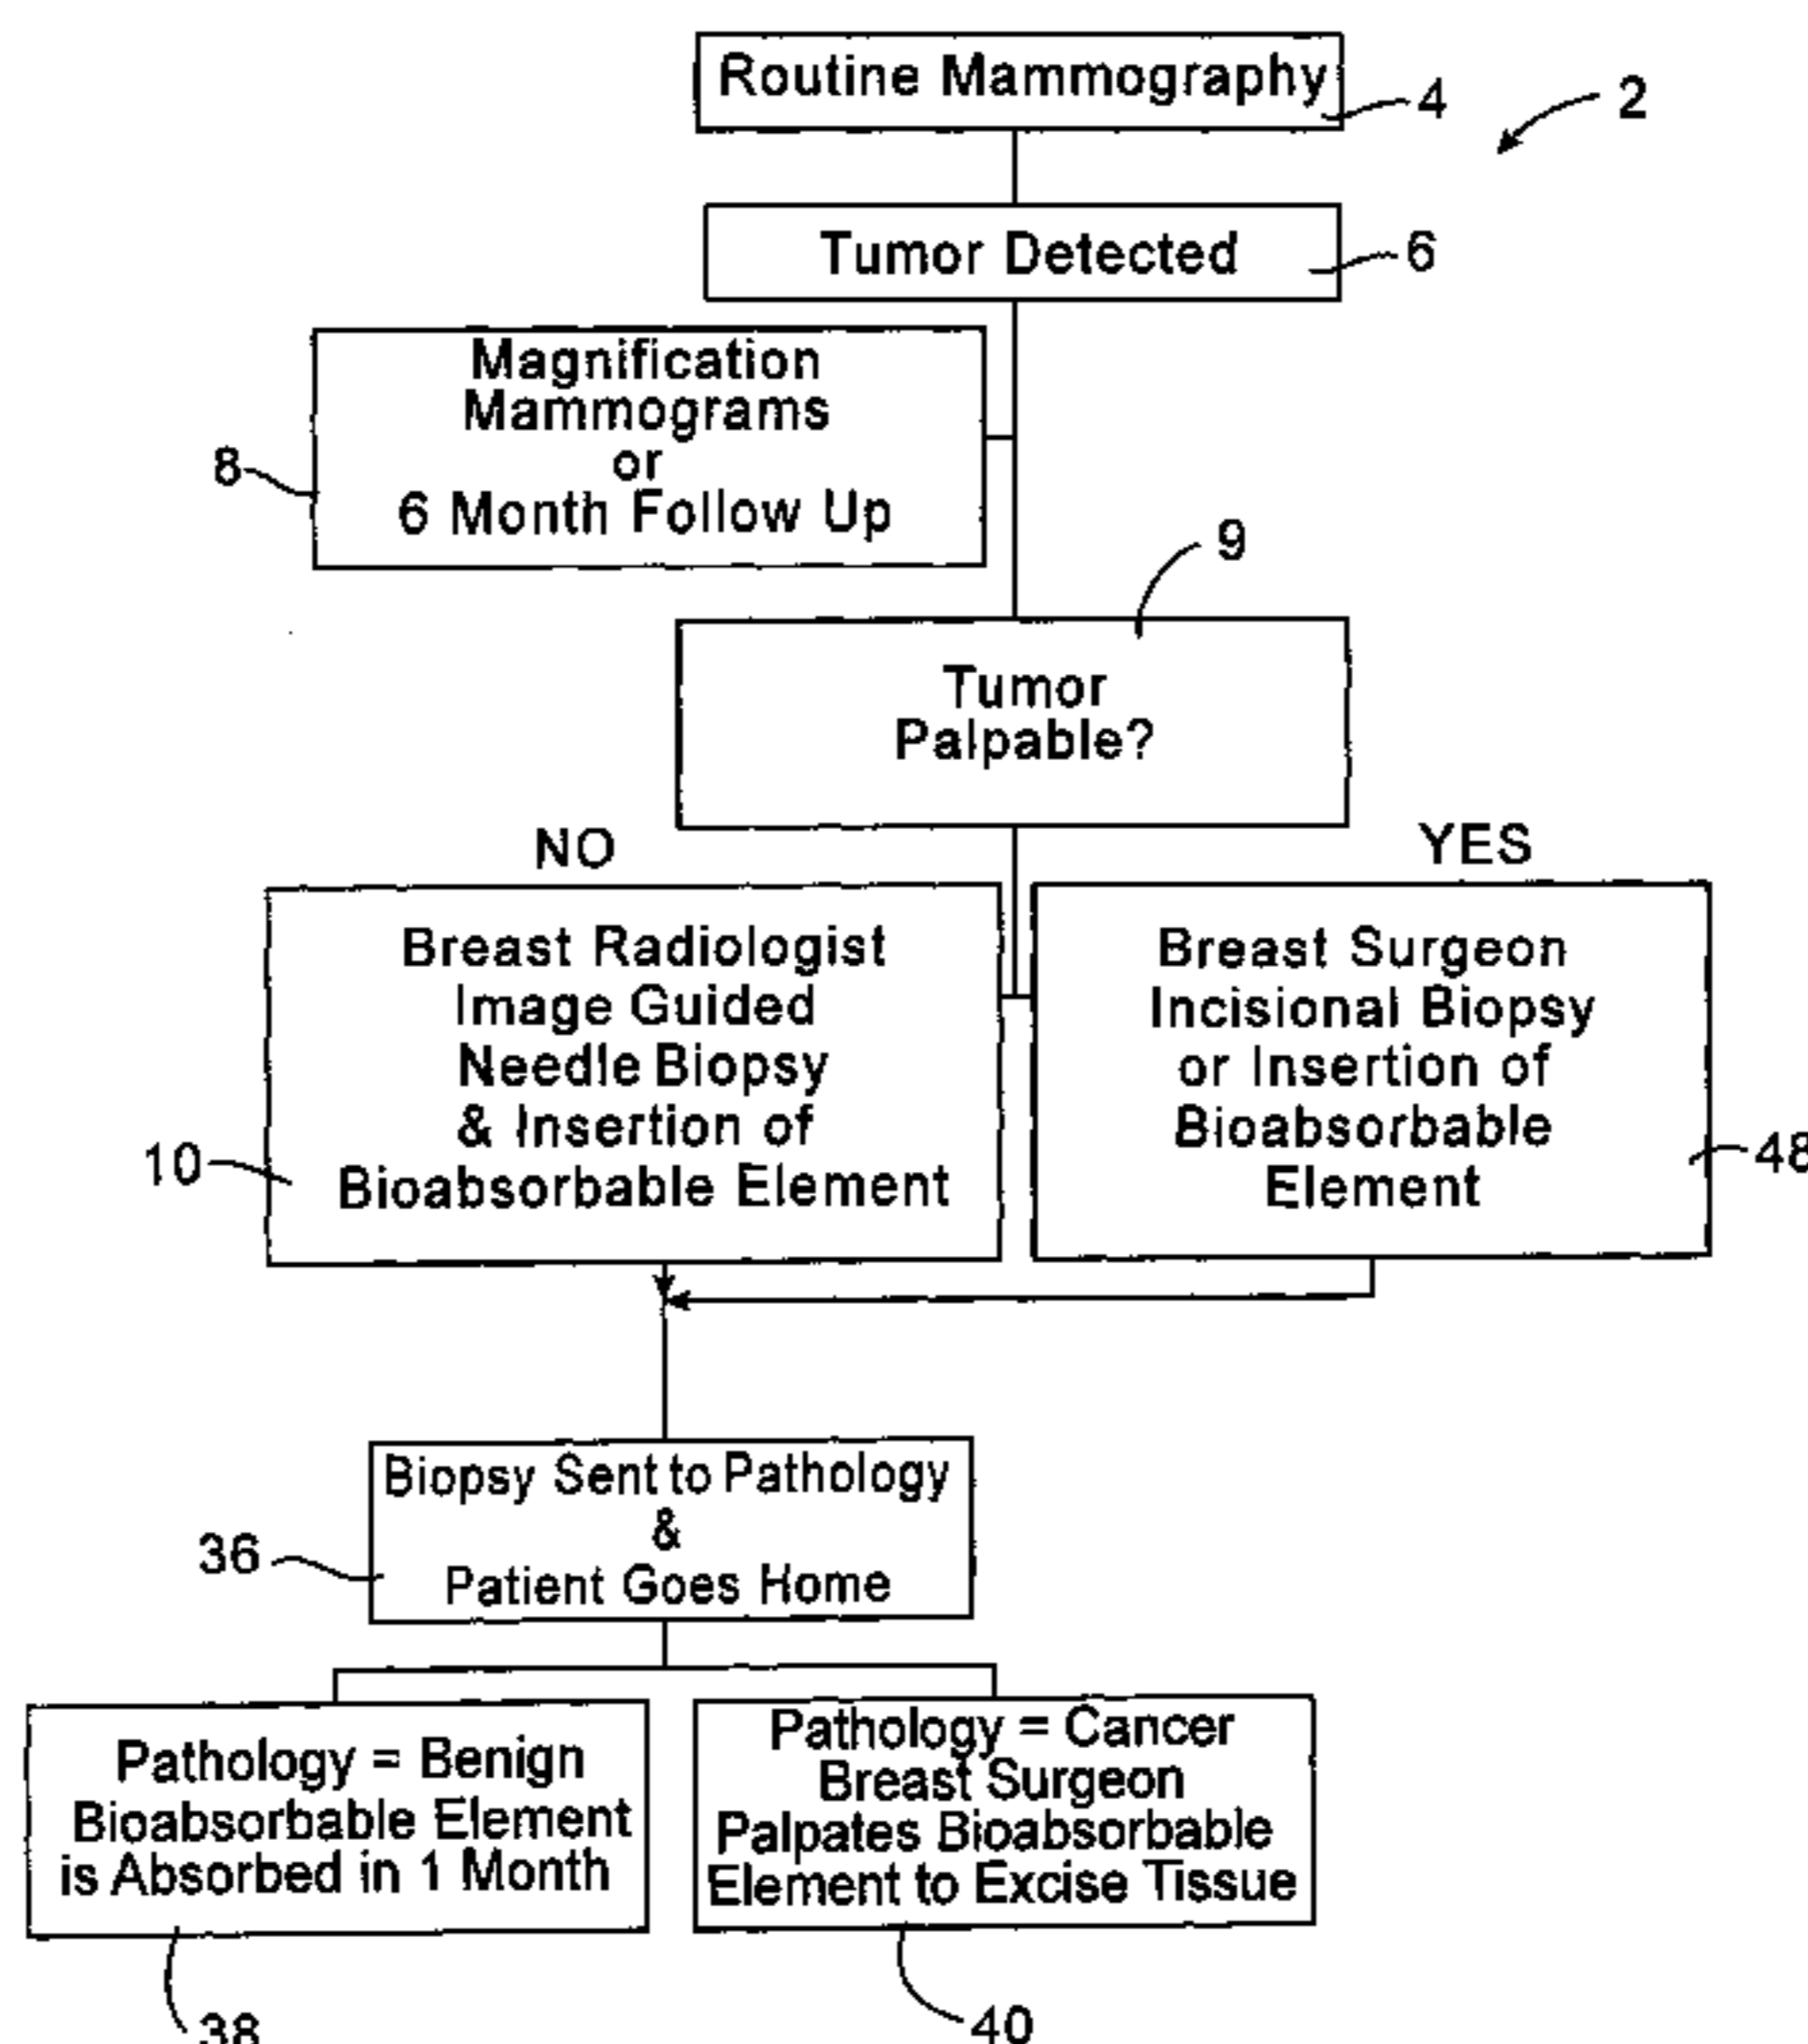 Routine Mammography
4
2
Tumor Detected
6
Magnification
Mammograms
or
6 Month Follow Up
8
9
Tumor
Palpable?
NO
YES
Breast Radiologist
Image Guided
Needle Biopsy
& Insertion of
Bioabsorbable Element
10
Breast Surgeon
Incisional Biopsy
or Insertion of
Bioabsorbable
Element
48
Biopsy Sent to Pathology
&
Patient Goes Home
36
Pathology = Benign
Bioabsorbable Element
is Absorbed in 1 Month
38
Pathology = Cancer
Breast Surgeon
Palpates Bioabsorbable
Element to Excise Tissue
40